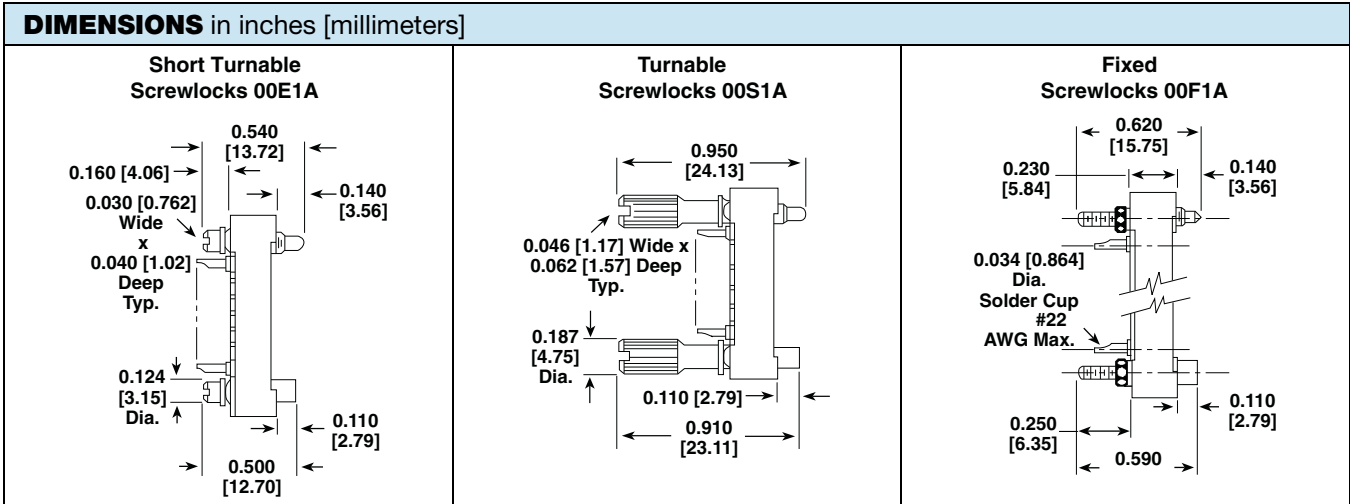 DIMENSIONS in inches [millimeters]
Short Turnable
Screwlocks 00E1A
0.540
[13.72]
0.160 [4.06]
0.140
[3.56]
0.030 [0.762]
Wide
x
0.040 [1.02]
Deep
Typ.
0.124
[3.15]
Dia.
0.110
[2.79]
0.500
[12.70]
Turnable
Screwlocks 00S1A
0.950
[24.13]
0.046 [1.17] Wide x
0.062 [1.57] Deep
Typ.
0.187
[4.75]
Dia.
0.110 [2.79]
0.910
[23.11]
Fixed
Screwlocks 00F1A
0.620
[15.75]
0.230
[5.84]
0.140
[3.56]
0.034 [0.864]
Dia.
Solder Cup
#22
AWG Max.
0.110
[2.79]
0.250
[6.35]
0.590